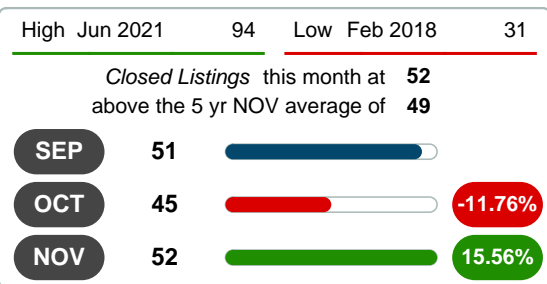 High Jun 2021 94 Low Feb 2018 31
Closed Listings this month at 52
above the 5 yr NOV average of 49
SEP 51
OCT 45 -11.76%
NOV 52 15.56%